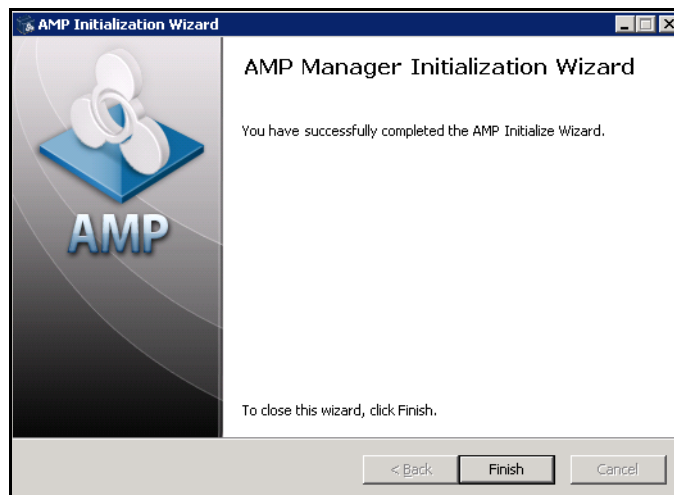 AMP Initialization Wizard
AMP Manager Initialization Wizard
You have successfully completed the AMP Initialize Wizard.
AMP
To close this wizard, click Finish.
< Back
Finish
Cancel